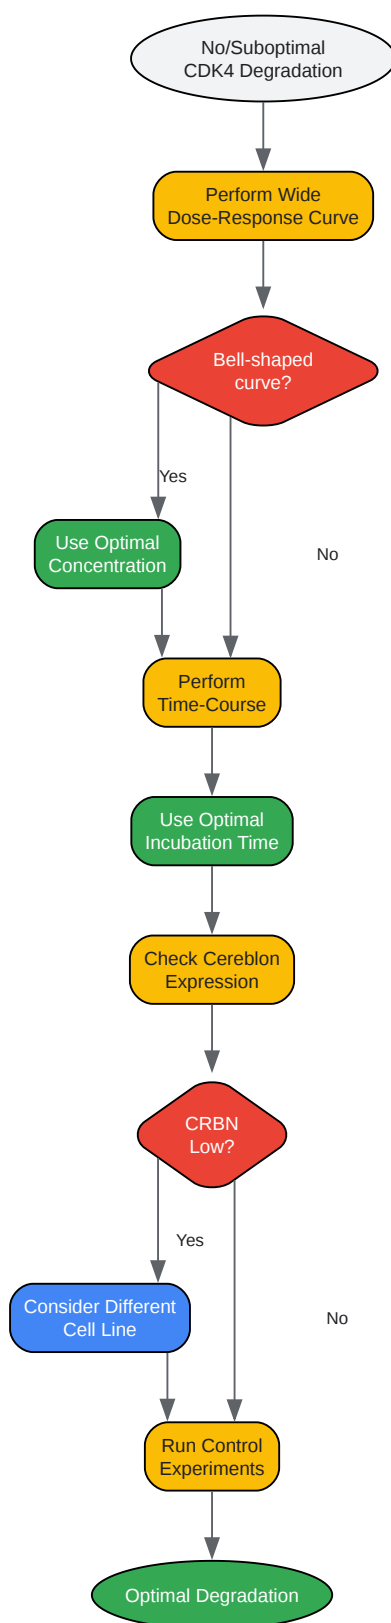 No/Suboptimal
CDK4 Degradation
Perform Wide
Dose-Response Curve
Bell-shaped
curve?
Yes
Use Optimal
Concentration
No
Perform
Time-Course
Use Optimal
Incubation Time
Check Cereblon
Expression
CRBN
Low?
Yes
Consider Different
Cell Line
No
Run Control
Experiments
Optimal Degradation